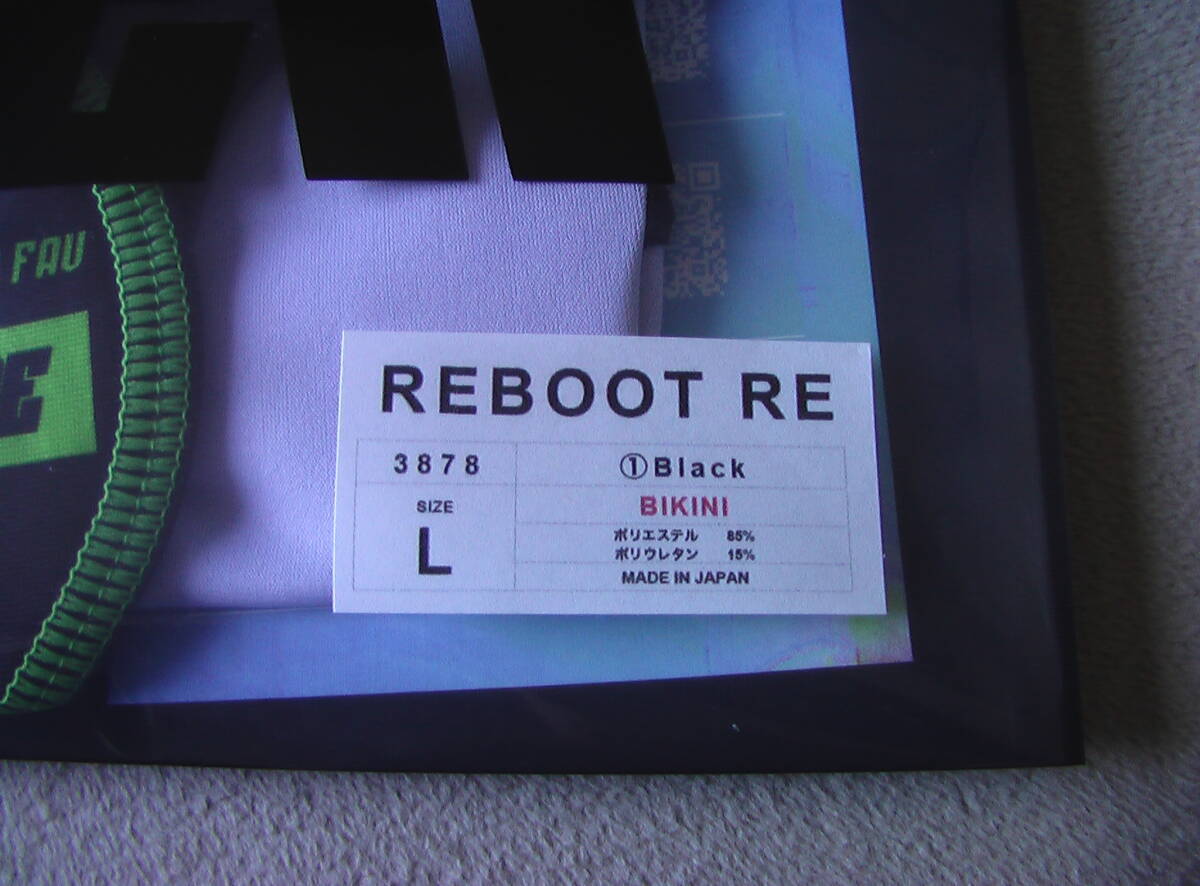 FAU
REBOOT RE
3878
①Black
SIZE
L
BIKINI
ポリエステル 85%
ポリウレタン 15%
MADE IN JAPAN